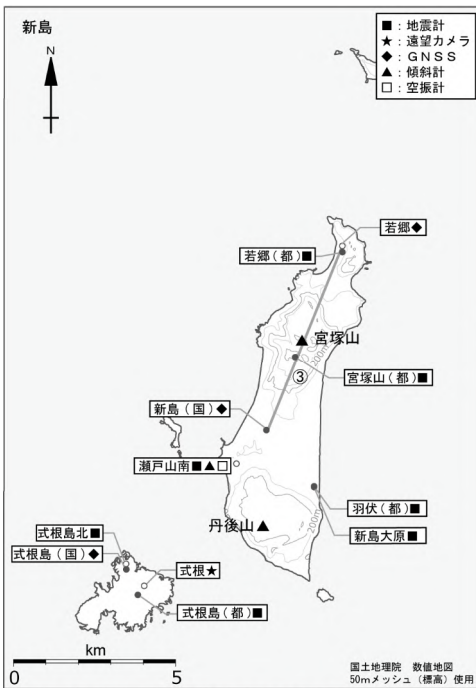 新島
■：地震計
★：遠望カメラ
◆：ＧＮＳＳ
▲：傾斜計
□：空振計
N
若郷◆
若郷（都）■
宮塚山
200m
宮塚山（都）■
③
新島（国）◆
瀬戸山南■▲□
羽伏（都）■
200m
丹後山
新島大原■
式根島北■
式根島（国）◆
式根★
式根島（都）■
km
0 5
国土地理院　数値地図
50mメッシュ（標高）使用